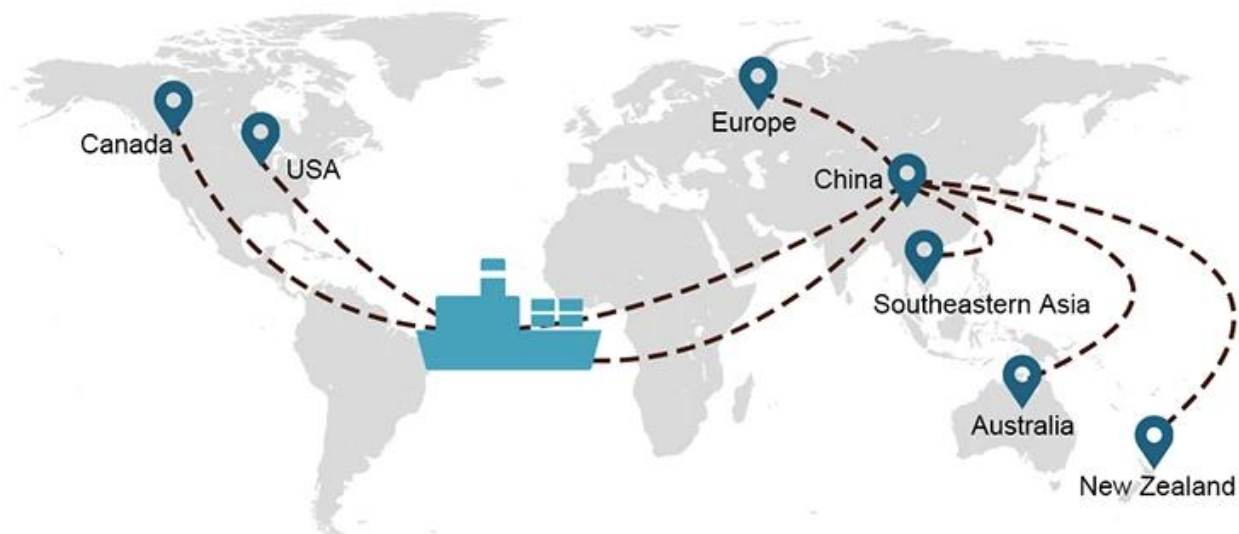 Canada
USA
Europe
China
Southeastern Asia
Australia
New Zealand